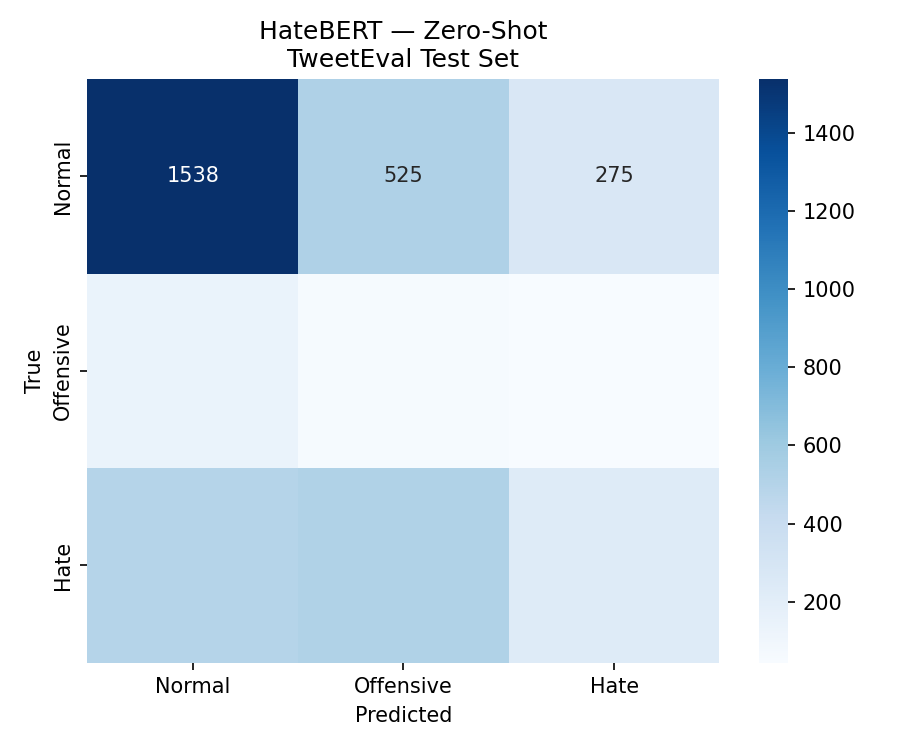 HateBERT — Zero-Shot
TweetEval Test Set
Normal
1538
525
275
1400
1200
1000
800
600
400
200
True
Offensive
Hate
Normal
Offensive
Hate
Predicted